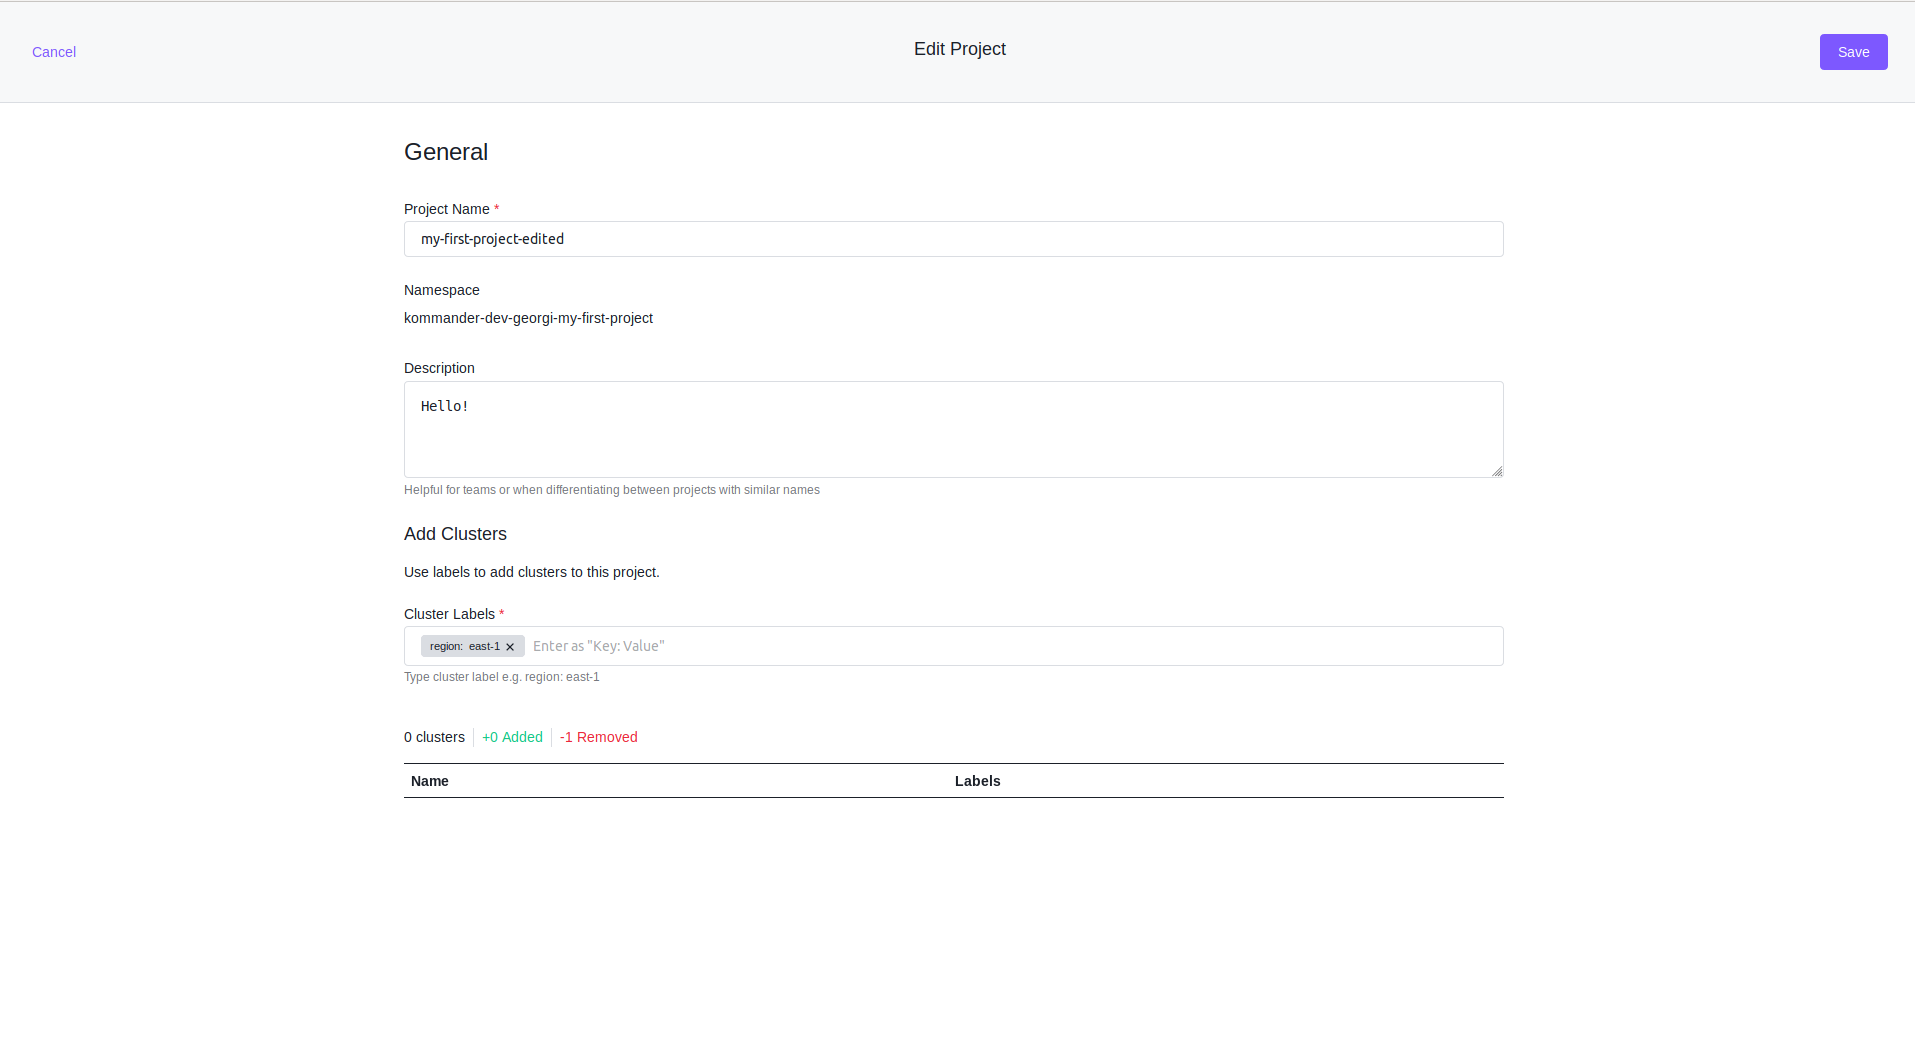 Cancel
Edit Project
Save
General
Project Name *
my-first-project-edited
Namespace
kommander-dev-georgi-my-first-project
Description
Hello!
Helpful for teams or when differentiating between projects with similar names
Add Clusters
Use labels to add clusters to this project.
Cluster Labels *
region: east-1 × Enter as "Key: Value"
Type cluster label e.g. region: east-1
0 clusters +0 Added -1 Removed
Name Labels